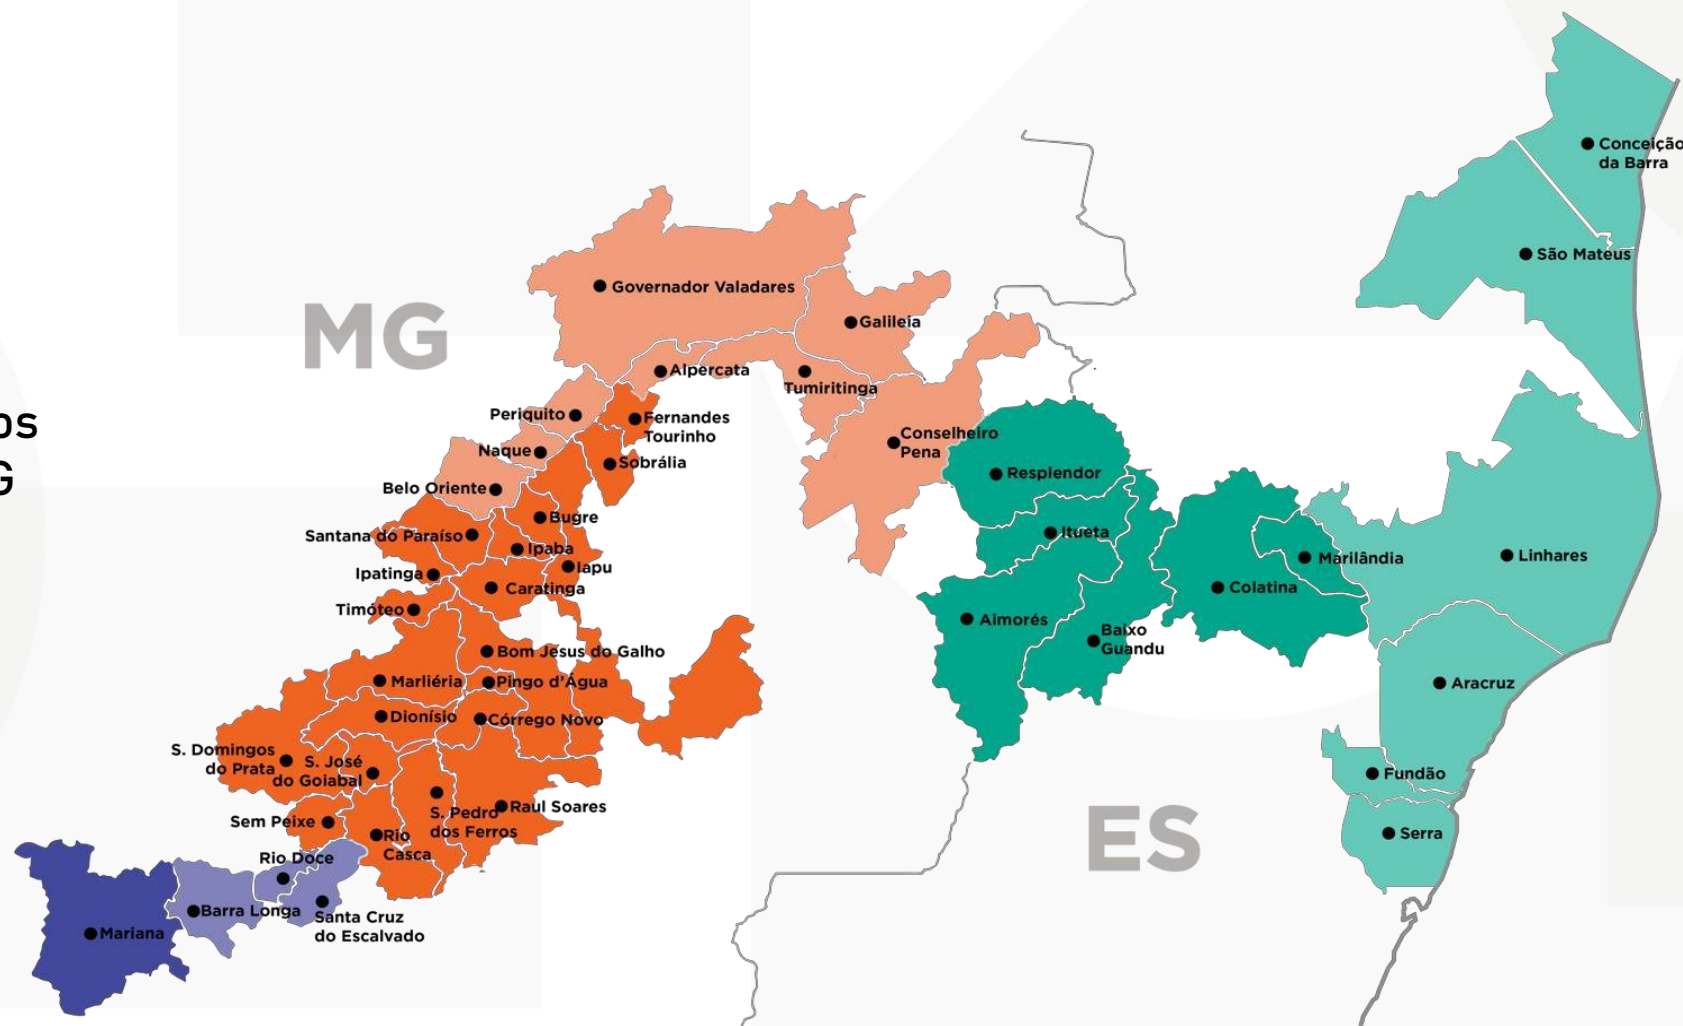 os
G
MG
ES
Conceição
da Barra
São Mateus
Governador Valadares
Galileia
Alpercata
Tumiritinga
Periquito
Fernandes
Tourinho
Conselheiro
Pena
Naque
Sobrália
Resplendor
Belo Oriente
Bugre
Santana do Paraíso
Itueta
Ipaba
Marilândia
Linhares
Iapu
Ipatinga
Caratinga
Colatina
Timóteo
Aimorés
Baixo
Guandu
Bom Jesus do Galho
Marliéria
Pingo d'Água
Aracruz
Dionísio
Córrego Novo
S. Domingos
do Prata
S. José
do Goiabal
Fundão
Raul Soares
S. Pedro
dos Ferros
Sem Peixe
Rio
Casca
Serra
Rio Doce
Barra Longa
Santa Cruz
do Escalvado
Mariana